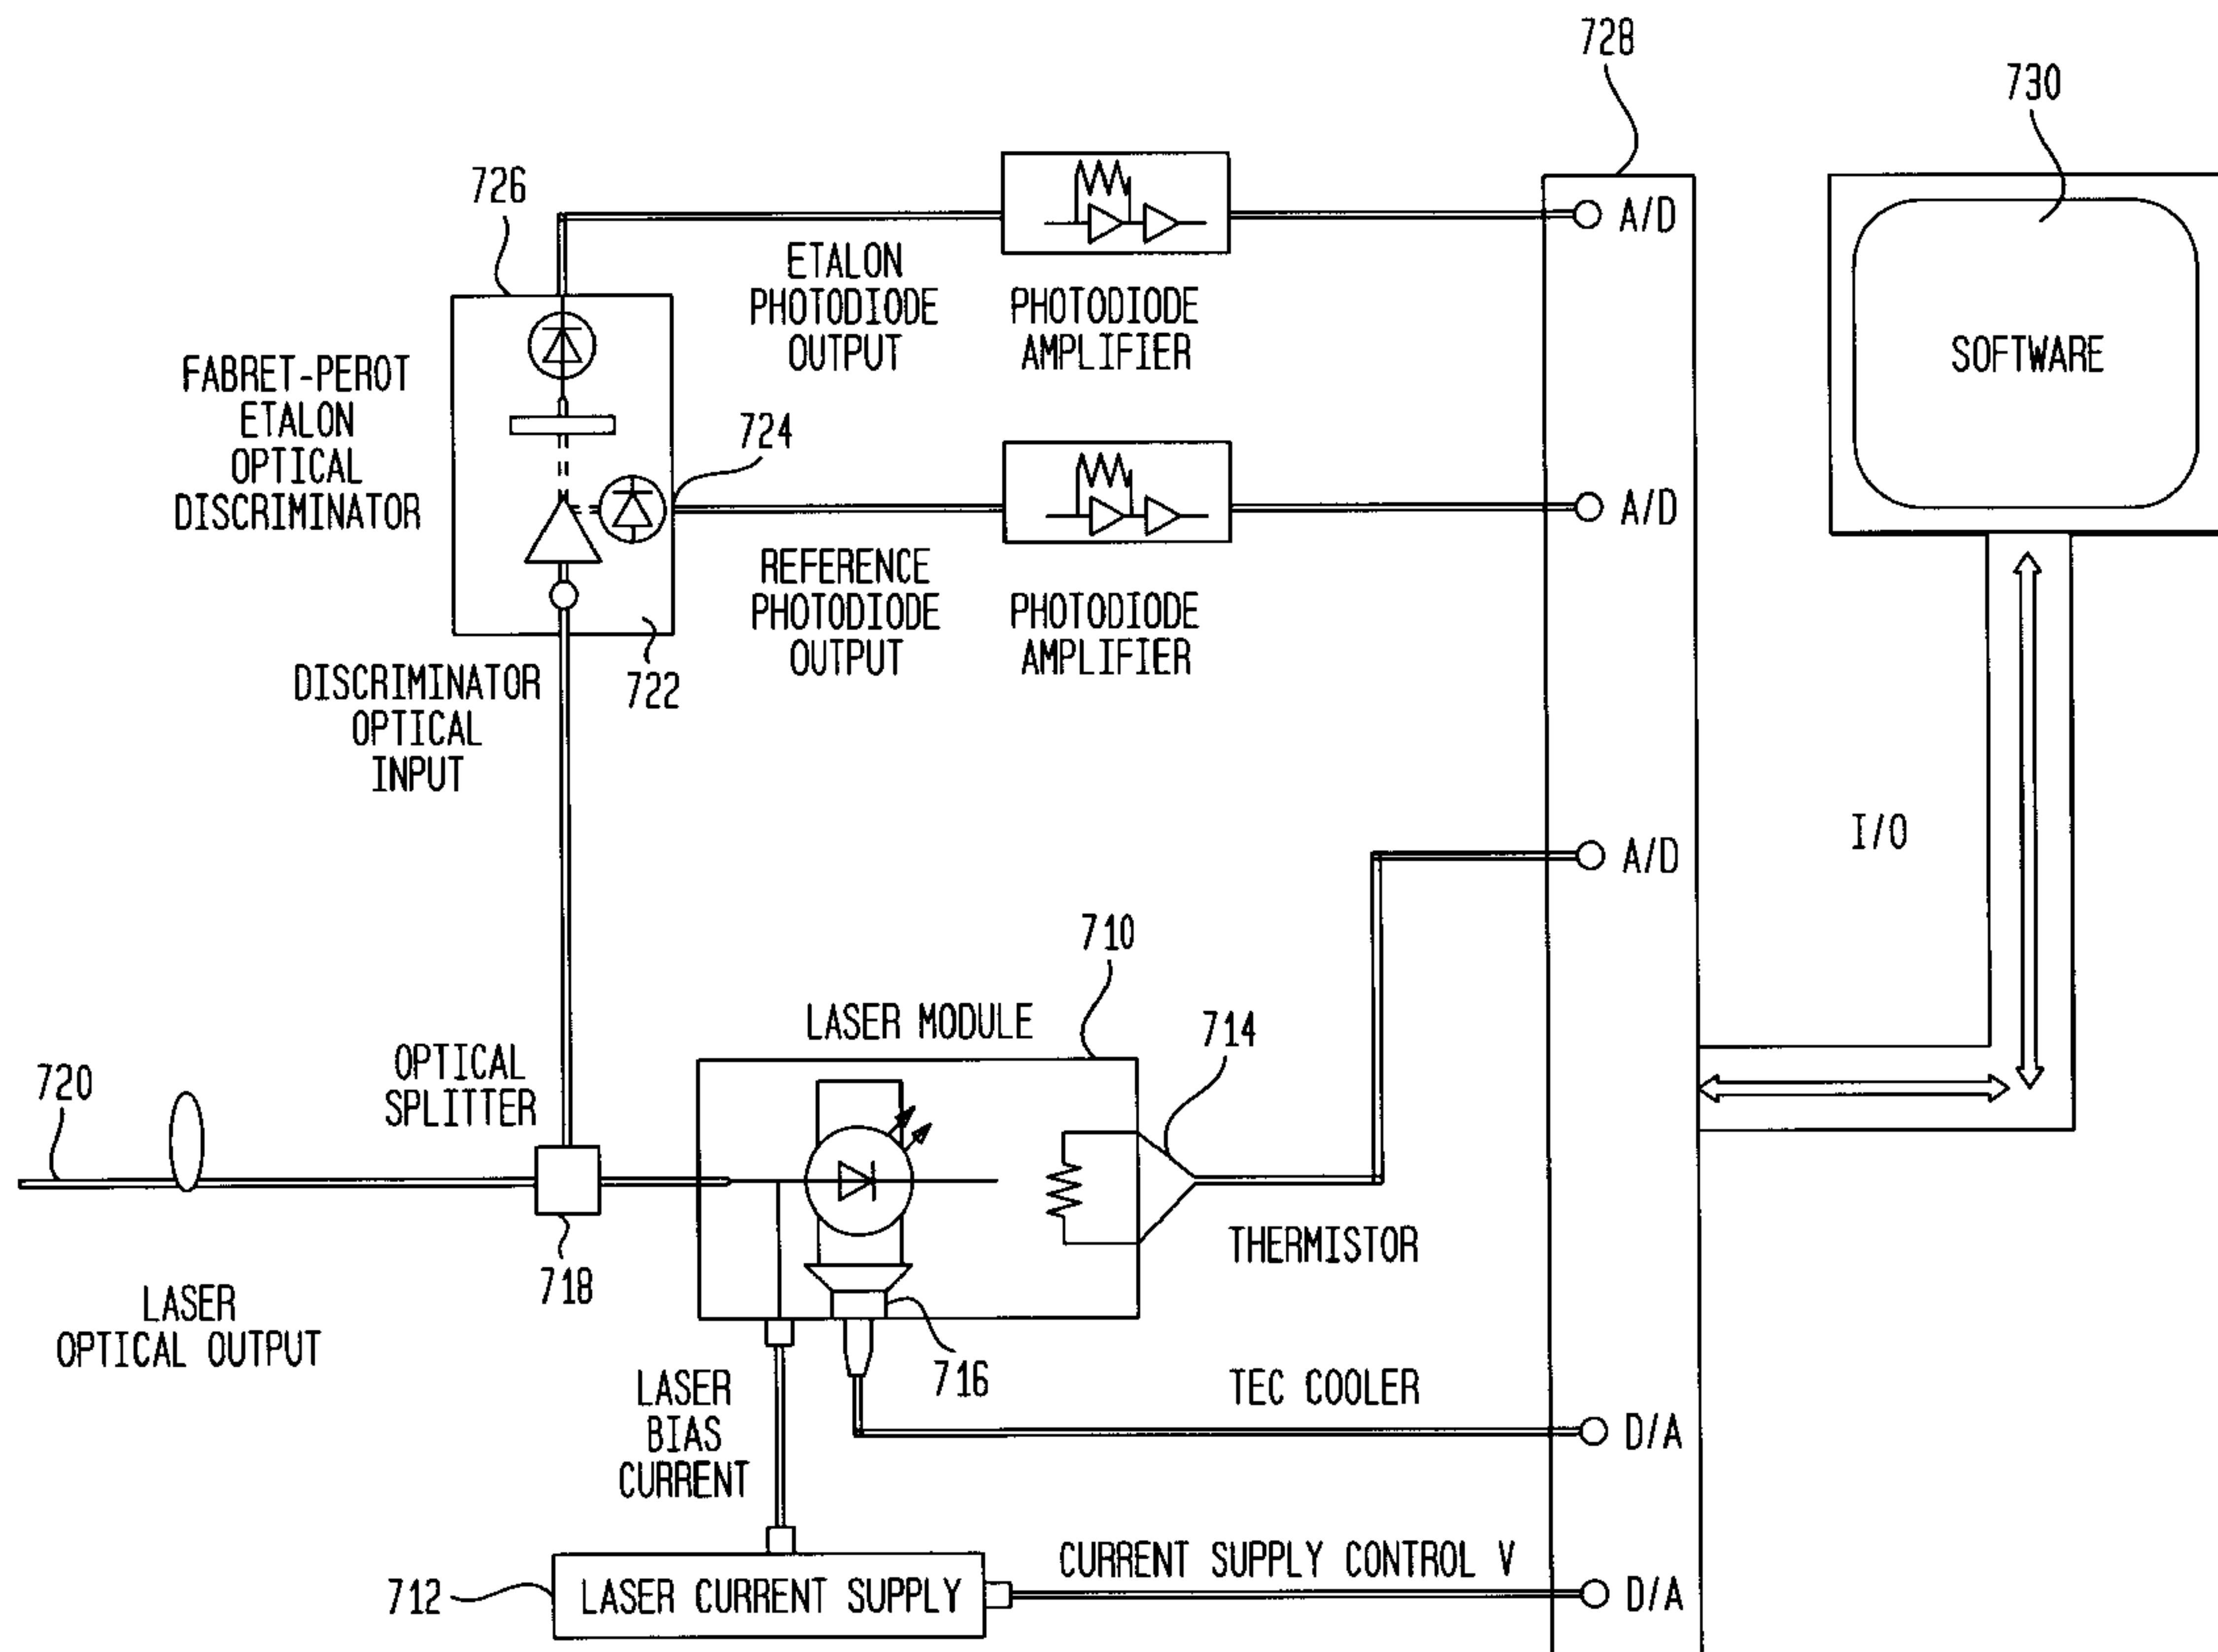 728
730
726
A/D
SOFTWARE
ETALON
PHOTODIODE
OUTPUT
PHOTODIODE
AMPLIFIER
FABRET-PEROT
ETALON
OPTICAL
DISCRIMINATOR
724
A/D
REFERENCE
PHOTODIODE
OUTPUT
PHOTODIODE
AMPLIFIER
722
DISCRIMINATOR
OPTICAL
INPUT
I/O
A/D
710
LASER MODULE
714
OPTICAL
SPLITTER
720
718
THERMISTOR
LASER
OPTICAL OUTPUT
716
LASER
BIAS
CURRENT
TEC COOLER
D/A
CURRENT SUPPLY CONTROL V
712
LASER CURRENT SUPPLY
D/A